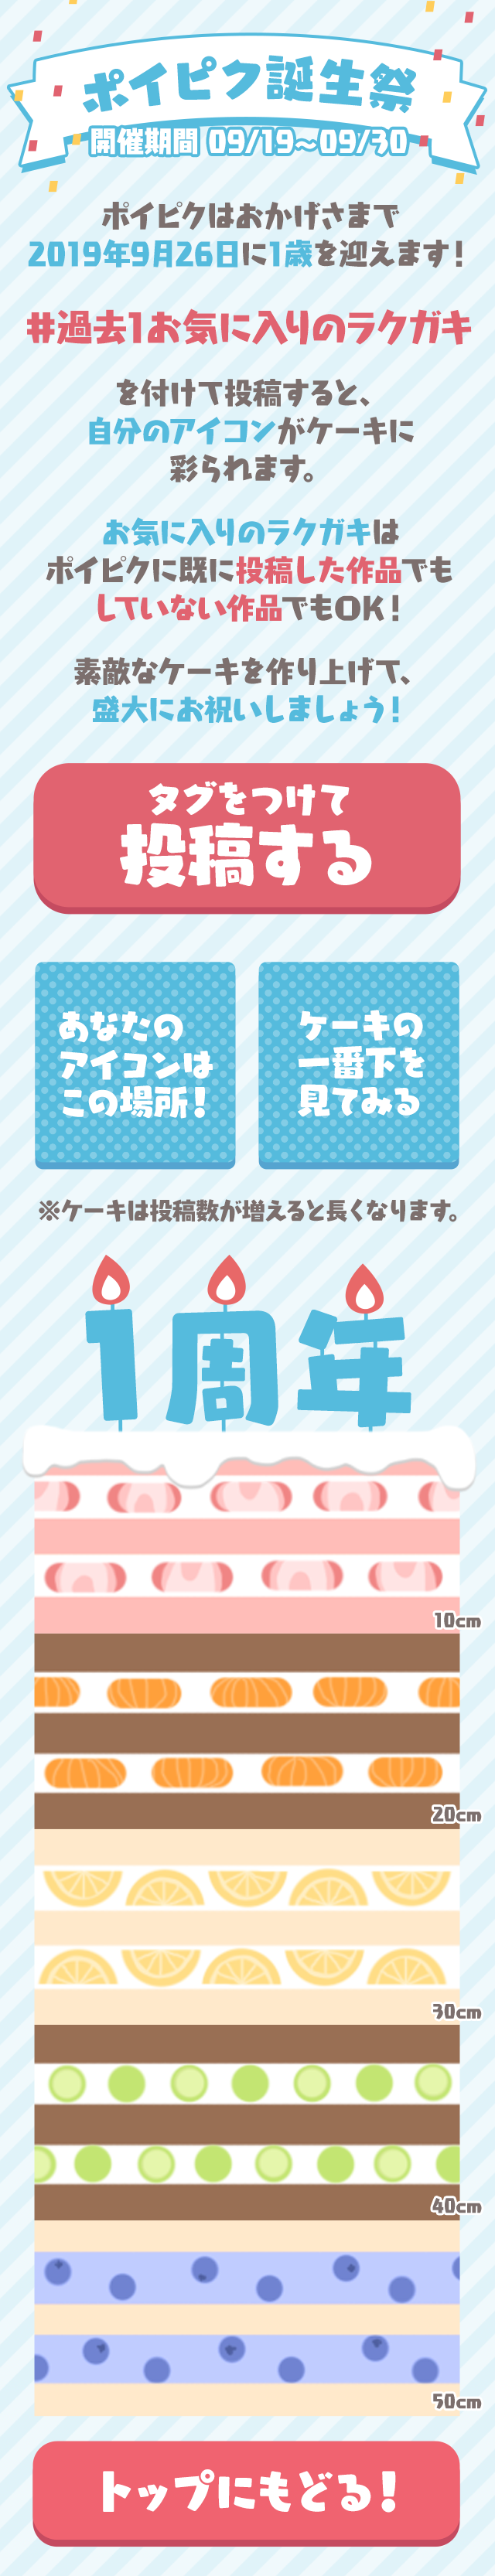 ポイピク誕生祭
開催期間 09/19~09/30
ポイピクはおかげさまで
2019年9月26日に1歳を迎えます!
#過去1お気に入りのラクガキ
を付けて投稿すると、
自分のアイコンがケーキに
彩られます。
お気に入りのラクガキは
ポイピクに既に投稿した作品でも
していない作品でもOK!
素敵なケーキを作り上げて、
盛大にお祝いしましょう!
タグをつけて
投稿する
あなたの
アイコンは
この場所!
ケーキの
一番下を
見てみる
※ケーキは投稿数が増えると長くなります。
1周年
10cm
20cm
30cm
40cm
50cm
トップにもどる!